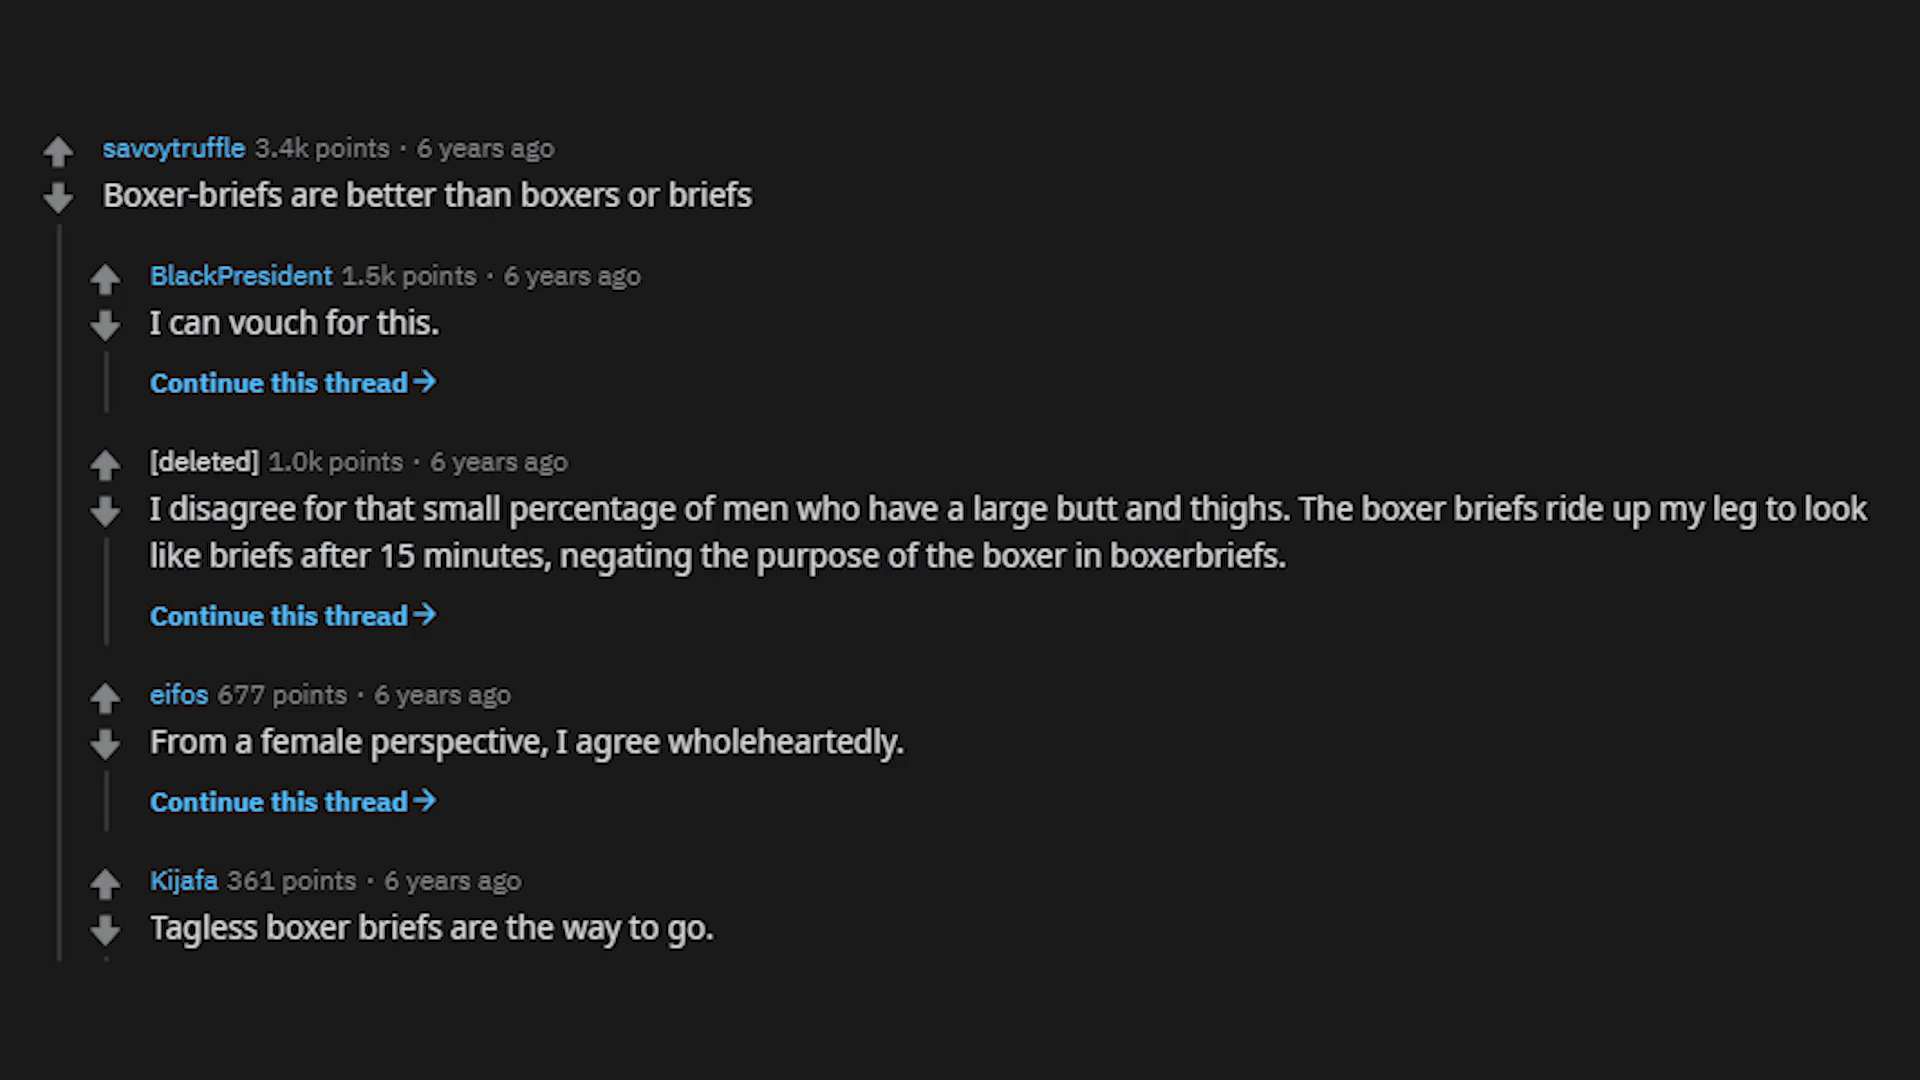 savoytruffle 3.4k points · 6 years ago
Boxer-briefs are better than boxers or briefs
BlackPresident 1.5k points · 6 years ago
I can vouch for this.
Continue this thread→
[deleted] 1.0k points · 6 years ago
I disagree for that small percentage of men who have a large butt and thighs. The boxer briefs ride up my leg to look
like briefs after 15 minutes, negating the purpose of the boxer in boxerbriefs.
Continue this thread→
eifos 677 points · 6 years ago
From a female perspective, I agree wholeheartedly.
Continue this thread→
Kijafa 361 points · 6 years ago
Tagless boxer briefs are the way to go.